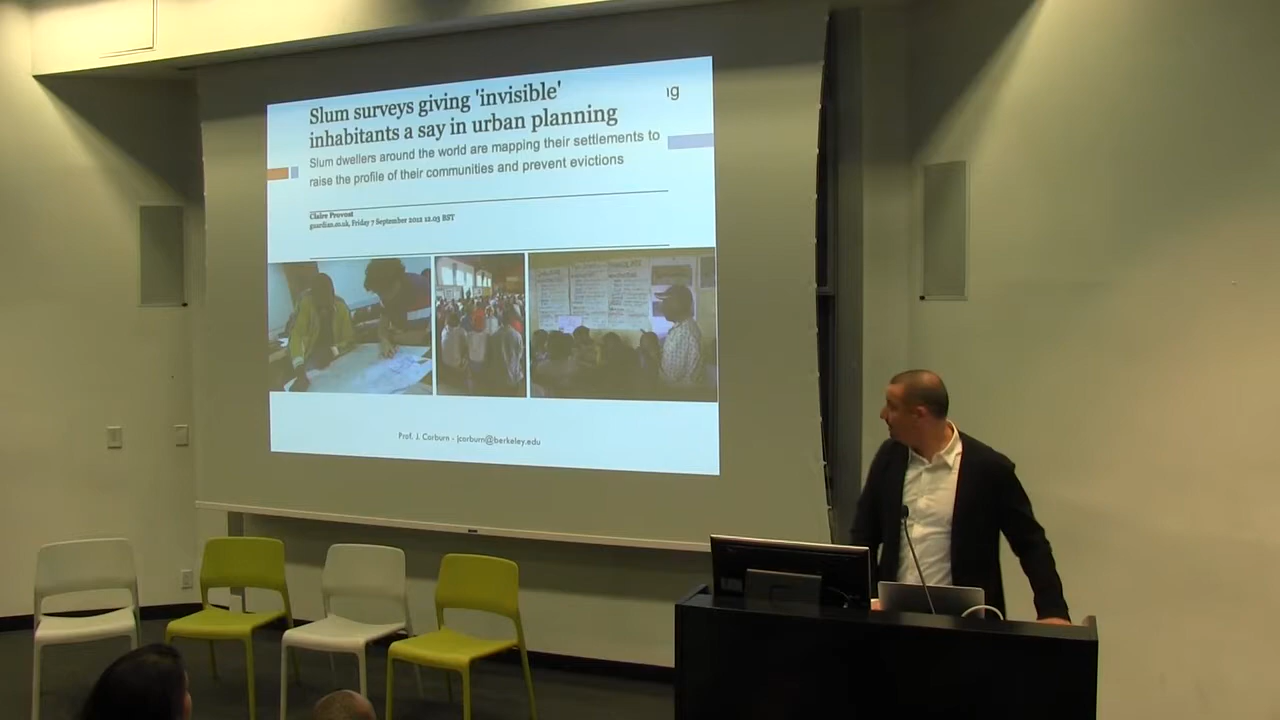 Slum surveys giving 'invisible'
inhabitants a say in urban planning
Slum dwellers around the world are mapping their settlements to
raise the profile of their communities and prevent evictions
Claire Provost
guardian.co.uk, Friday 7 September 2012 12.03 BST
Prof. J. Corburn - jcorburn@berkeley.edu